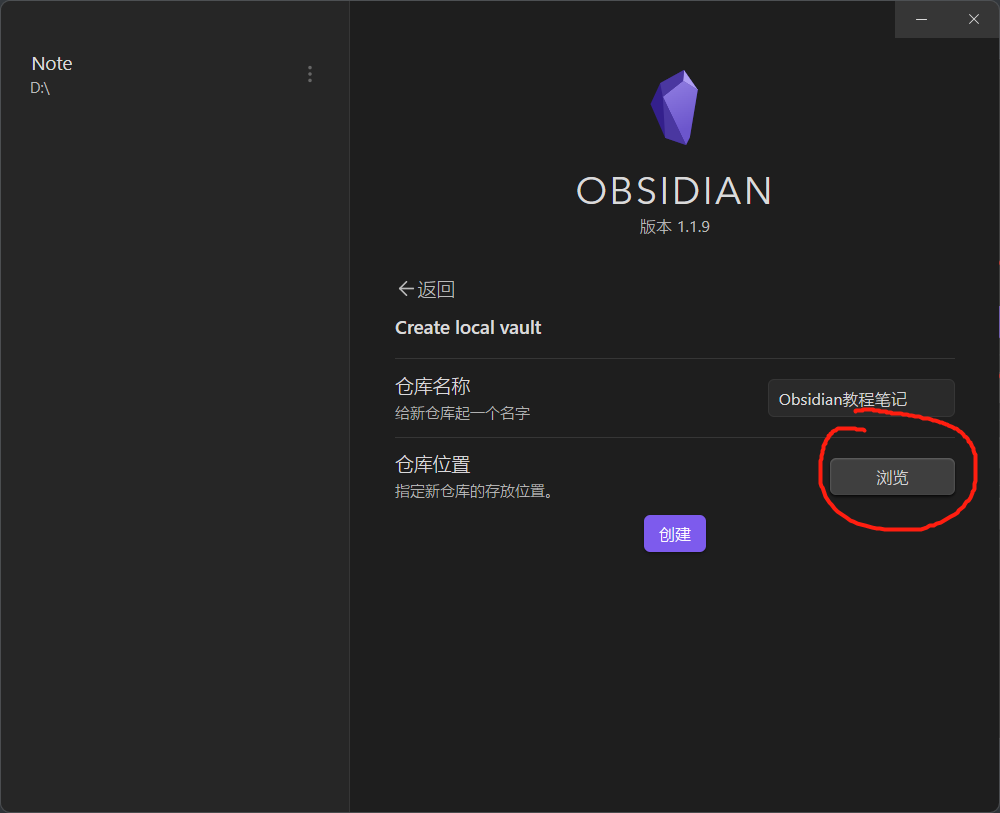 Note
D:\
OBSIDIAN
版本 1.1.9
返回
Create local vault
仓库名称
给新仓库起一个名字
Obsidian教程笔记
仓库位置
指定新仓库的存放位置。
浏览
创建